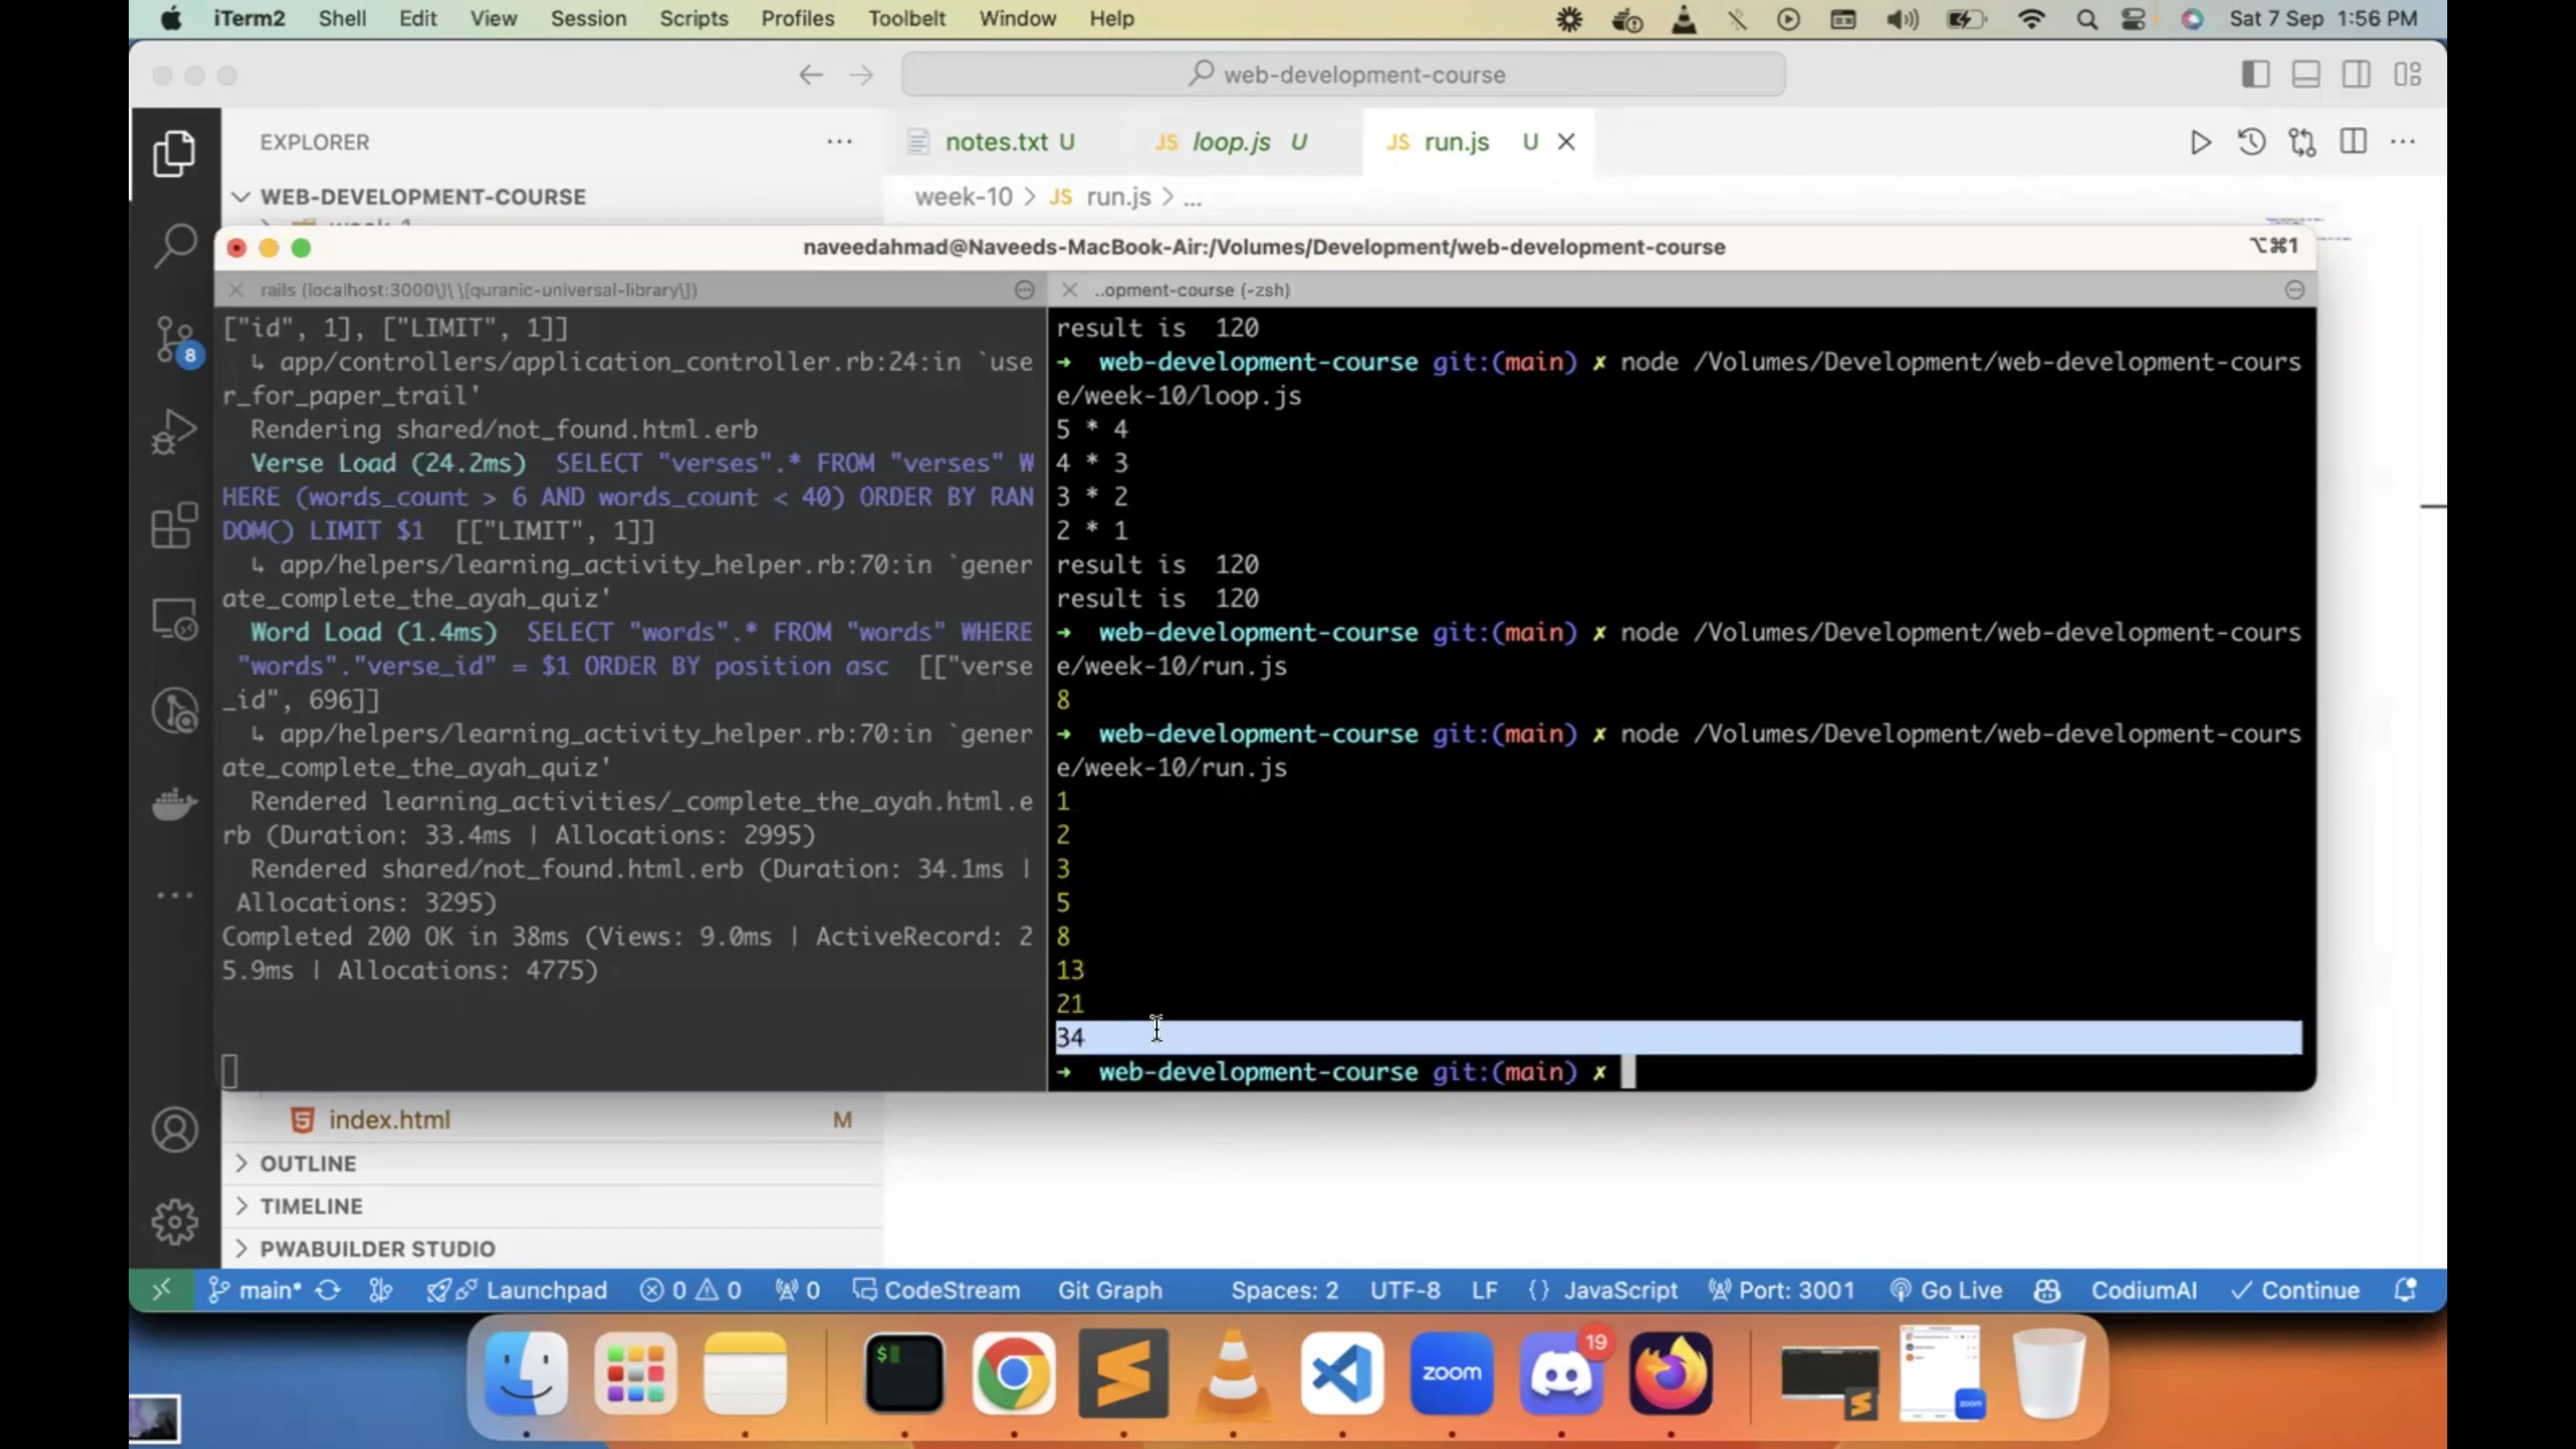 iTerm2 Shell Edit View Session Scripts Profiles Toolbelt Window Help Sat 7 Sep 1:56 PM
web-development-course
EXPLORER
WEB-DEVELOPMENT-COURSE
notes.txt U
JS loop.js U
JS run.js U
week-10 > JS run.js > ...
naveedahmad@Naveeds-MacBook-Air:/Volumes/Development/web-development-course
⌥⌘1
rails (localhost:3000\)\ \[quranic-universal-library\])
["id", 1], ["LIMIT", 1]]
↳ app/controllers/application_controller.rb:24:in `use
r_for_paper_trail'
Rendering shared/not_found.html.erb
Verse Load (24.2ms) SELECT "verses".* FROM "verses" W
HERE (words_count > 6 AND words_count < 40) ORDER BY RAN
DOM() LIMIT $1 [["LIMIT", 1]]
↳ app/helpers/learning_activity_helper.rb:70:in `gener
ate_complete_the_ayah_quiz'
Word Load (1.4ms) SELECT "words".* FROM "words" WHERE
"words"."verse_id" = $1 ORDER BY position asc [["verse
_id", 696]]
↳ app/helpers/learning_activity_helper.rb:70:in `gener
ate_complete_the_ayah_quiz'
Rendered learning_activities/_complete_the_ayah.html.e
rb (Duration: 33.4ms | Allocations: 2995)
Rendered shared/not_found.html.erb (Duration: 34.1ms |
Allocations: 3295)
Completed 200 OK in 38ms (Views: 9.0ms | ActiveRecord: 2
5.9ms | Allocations: 4775)
..opment-course (-zsh)
result is  120
→ web-development-course git:(main) ✗ node /Volumes/Development/web-development-cours
e/week-10/loop.js
5 * 4
4 * 3
3 * 2
2 * 1
result is  120
result is  120
→ web-development-course git:(main) ✗ node /Volumes/Development/web-development-cours
e/week-10/run.js
8
→ web-development-course git:(main) ✗ node /Volumes/Development/web-development-cours
e/week-10/run.js
1
2
3
5
8
13
21
34
→ web-development-course git:(main) ✗
8
index.html M
OUTLINE
TIMELINE
PWABUILDER STUDIO
main* Launchpad 0 0 0 CodeStream Git Graph Spaces: 2 UTF-8 LF {} JavaScript Port: 3001 Go Live CodiumAI Continue
$
zoom
19
zoom